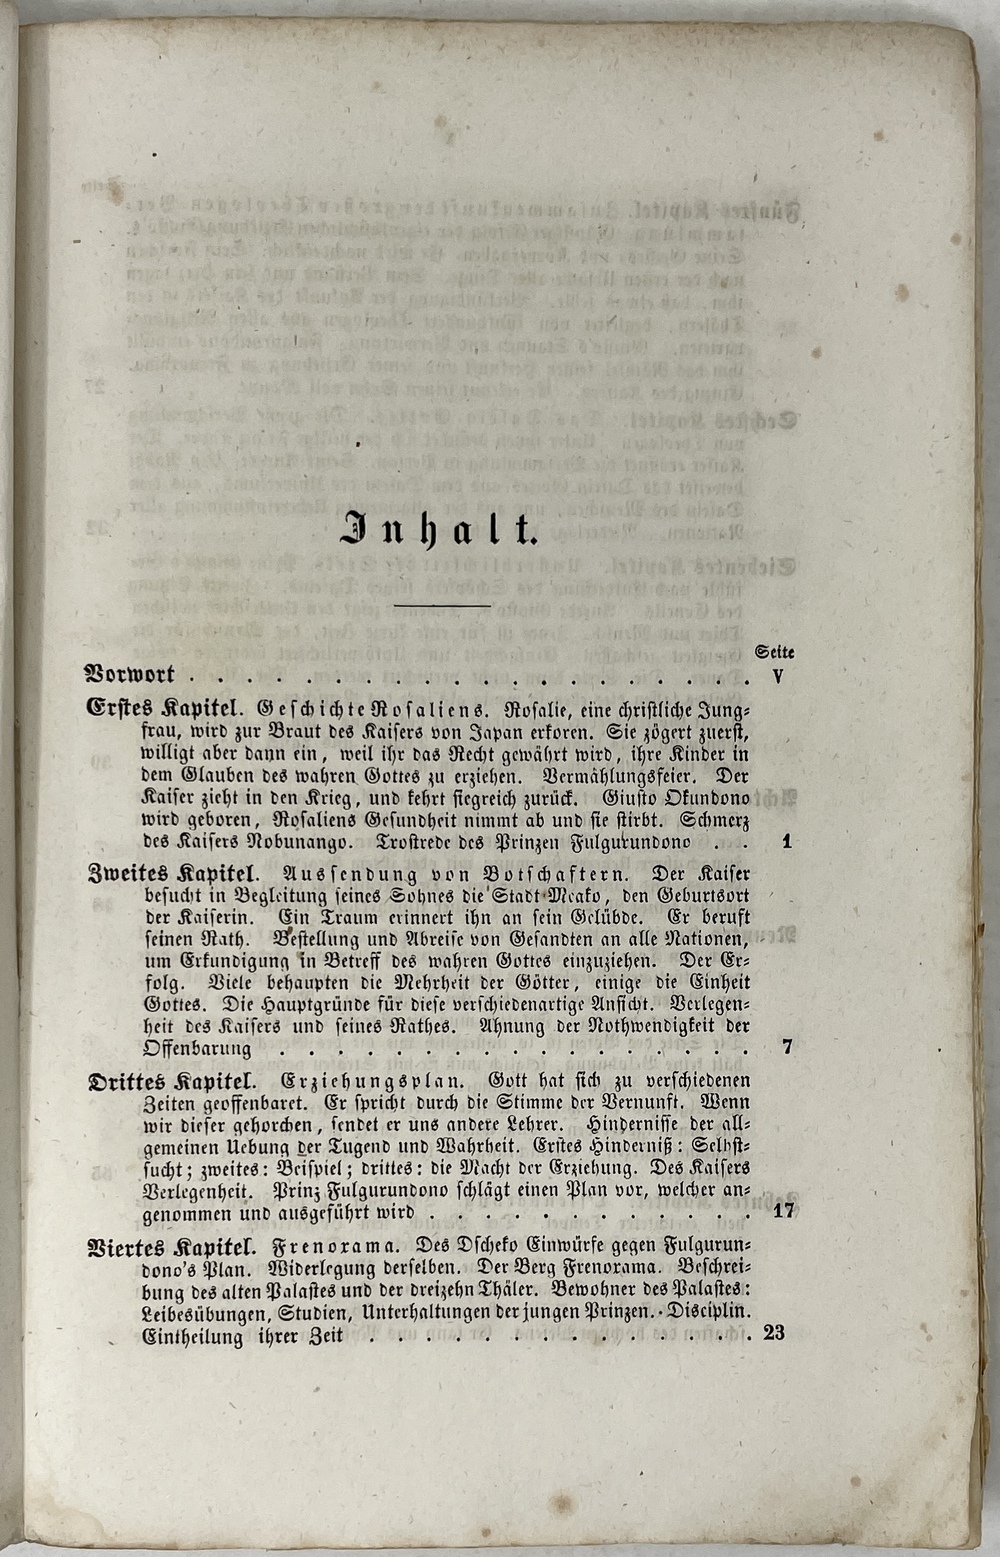 Inhalt.
Seite
Vorwort . . . . . . . . . . . . . . . . . . . . V
Erstes Kapitel. Geschichte Rosaliens. Rosalie, eine christliche Jung=
frau, wird zur Braut des Kaisers von Japan erkoren. Sie zögert zuerst,
willigt aber dann ein, weil ihr das Recht gewährt wird, ihre Kinder in
dem Glauben des wahren Gottes zu erziehen. Vermählungsfeier. Der
Kaiser zieht in den Krieg, und kehrt siegreich zurück. Giusto Okundono
wird geboren, Rosaliens Gesundheit nimmt ab und sie stirbt. Schmerz
des Kaisers Nobunango. Trostrede des Prinzen Fulgurundono . . 1
Zweites Kapitel. Aussendung von Botschaftern. Der Kaiser
besucht in Begleitung seines Sohnes die Stadt Meako, den Geburtsort
der Kaiserin. Ein Traum erinnert ihn an sein Gelübde. Er beruft
seinen Rath. Bestellung und Abreise von Gesandten an alle Nationen,
um Erkundigung in Betreff des wahren Gottes einzuziehen. Der Er=
folg. Viele behaupten die Mehrheit der Götter, einige die Einheit
Gottes. Die Hauptgründe für diese verschiedenartige Ansicht. Verlegen=
heit des Kaisers und seines Rathes. Ahnung der Nothwendigkeit der
Offenbarung . . . . . . . . . . . . . . . . 7
Drittes Kapitel. Erziehungsplan. Gott hat sich zu verschiedenen
Zeiten geoffenbaret. Er spricht durch die Stimme der Vernunft. Wenn
wir dieser gehorchen, sendet er uns andere Lehrer. Hindernisse der all=
gemeinen Uebung der Tugend und Wahrheit. Erstes Hinderniß: Selbst=
sucht; zweites: Beispiel; drittes: die Macht der Erziehung. Des Kaisers
Verlegenheit. Prinz Fulgurundono schlägt einen Plan vor, welcher an=
genommen und ausgeführt wird . . . . . . . . . . . . 17
Viertes Kapitel. Frenorama. Des Dscheko Einwürfe gegen Fulgurun=
dono's Plan. Widerlegung derselben. Der Berg Frenorama. Beschrei=
bung des alten Palastes und der dreizehn Thäler. Bewohner des Palastes:
Leibesübungen, Studien, Unterhaltungen der jungen Prinzen. Disciplin.
Eintheilung ihrer Zeit . . . . . . . . . . . . . . 23